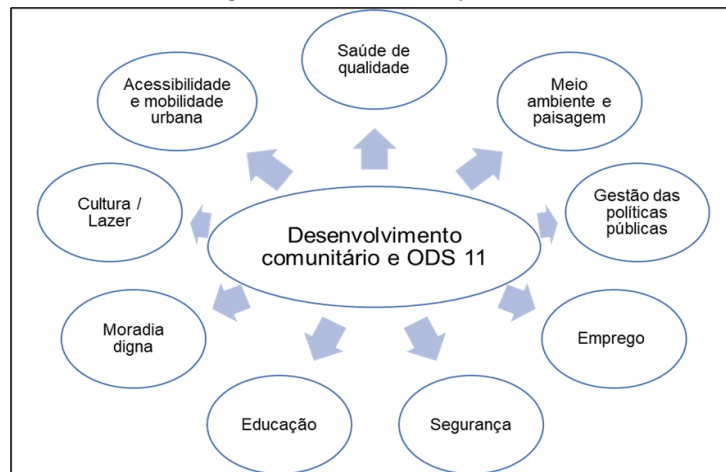 Saúde de
qualidade
Acessibilidade
e mobilidade
urbana
Meio
ambiente e
paisagem
Cultura /
Lazer
Gestão das
políticas
públicas
Desenvolvimento
comunitário e ODS 11
Moradia
digna
Emprego
Educação
Segurança